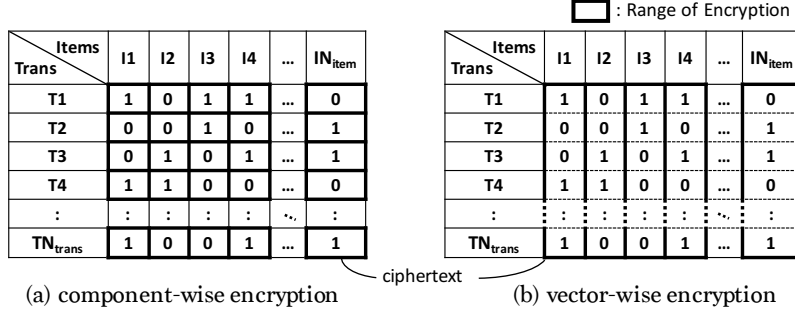 : Range of Encryption
Items I1 I2 I3 I4 ... IN_item
Trans
T1 1 0 1 1 ... 0
T2 0 0 1 0 ... 1
T3 0 1 0 1 ... 1
T4 1 1 0 0 ... 0
: : : : : ⋱ :
TN_trans 1 0 0 1 ... 1
Items I1 I2 I3 I4 ... IN_item
Trans
T1 1 0 1 1 ... 0
T2 0 0 1 0 ... 1
T3 0 1 0 1 ... 1
T4 1 1 0 0 ... 0
: : : : : ⋱ :
TN_trans 1 0 0 1 ... 1
ciphertext
(a) component-wise encryption
(b) vector-wise encryption